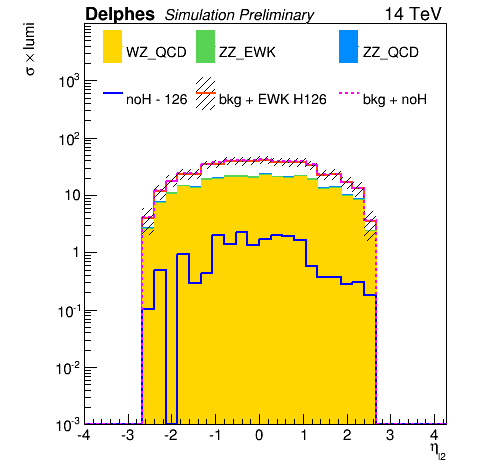 Delphes Simulation Preliminary 14 TeV
σ × lumi
WZ_QCD ZZ_EWK ZZ_QCD
noH - 126 bkg + EWK H126 bkg + noH
10³
10²
10
1
10⁻¹
10⁻²
10⁻³
-4 -3 -2 -1 0 1 2 3 4
η_l2